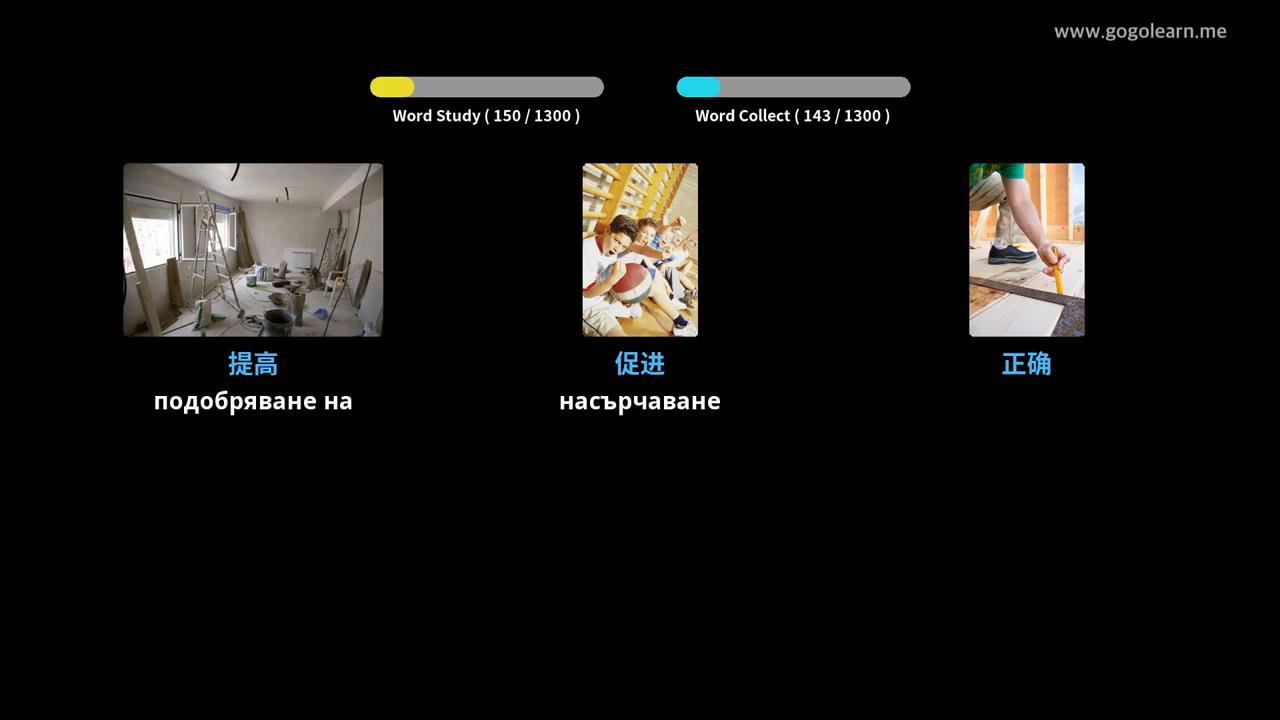 www.gogolearn.me
Word Study ( 150 / 1300 )
Word Collect ( 143 / 1300 )
提高
促进
正确
подобряване на
насърчаване